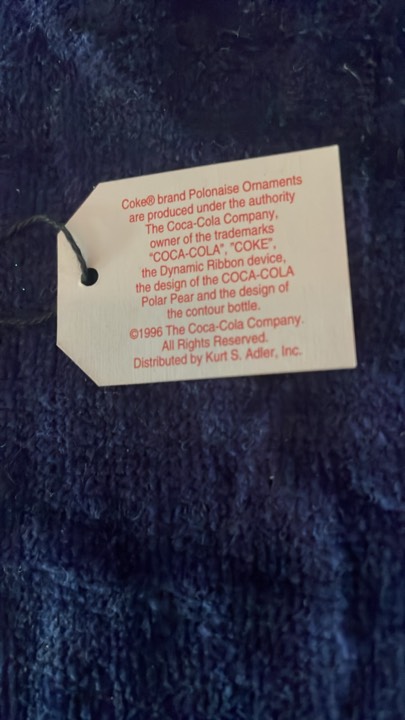 Coke® brand Polonaise Ornaments
are produced under the authority
The Coca-Cola Company,
owner of the trademarks
"COCA-COLA", "COKE",
the Dynamic Ribbon device,
the design of the COCA-COLA
Polar Pear and the design of
the contour bottle.
©1996 The Coca-Cola Company.
All Rights Reserved.
Distributed by Kurt S. Adler, Inc.